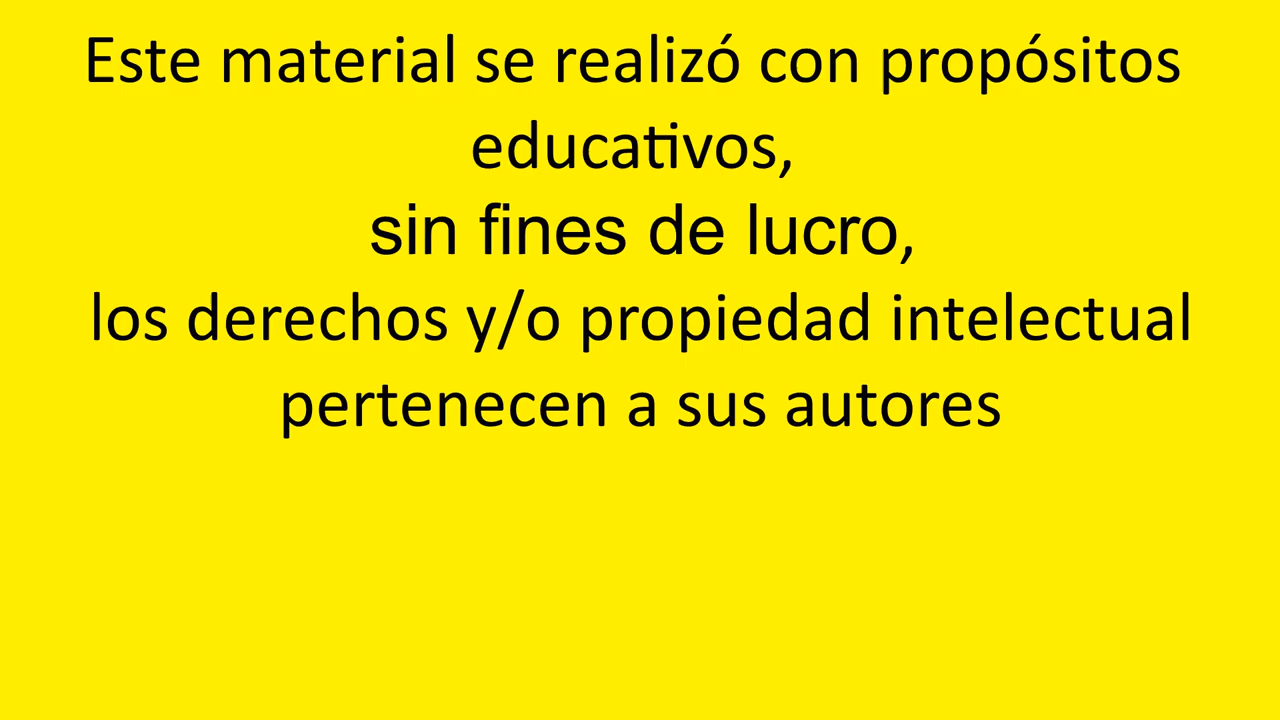 Este material se realizó con propósitos
educativos,
sin fines de lucro,
los derechos y/o propiedad intelectual
pertenecen a sus autores